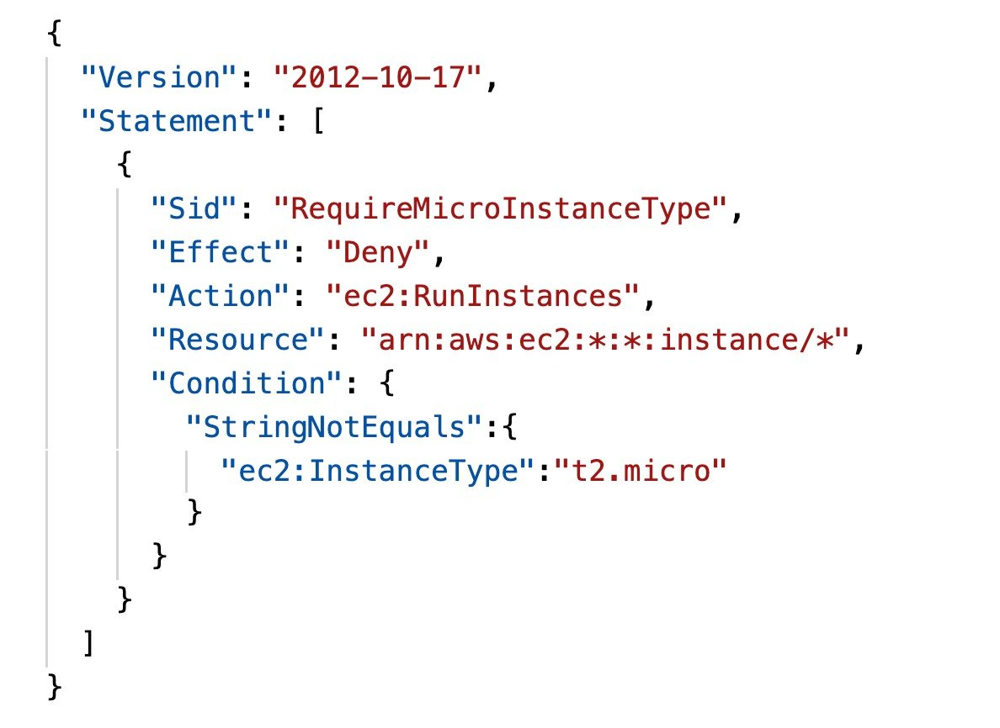 {
  "Version": "2012-10-17",
  "Statement": [
    {
      "Sid": "RequireMicroInstanceType",
      "Effect": "Deny",
      "Action": "ec2:RunInstances",
      "Resource": "arn:aws:ec2:*:*:instance/*",
      "Condition": {
        "StringNotEquals":{
          "ec2:InstanceType":"t2.micro"
        }
      }
    }
  ]
}